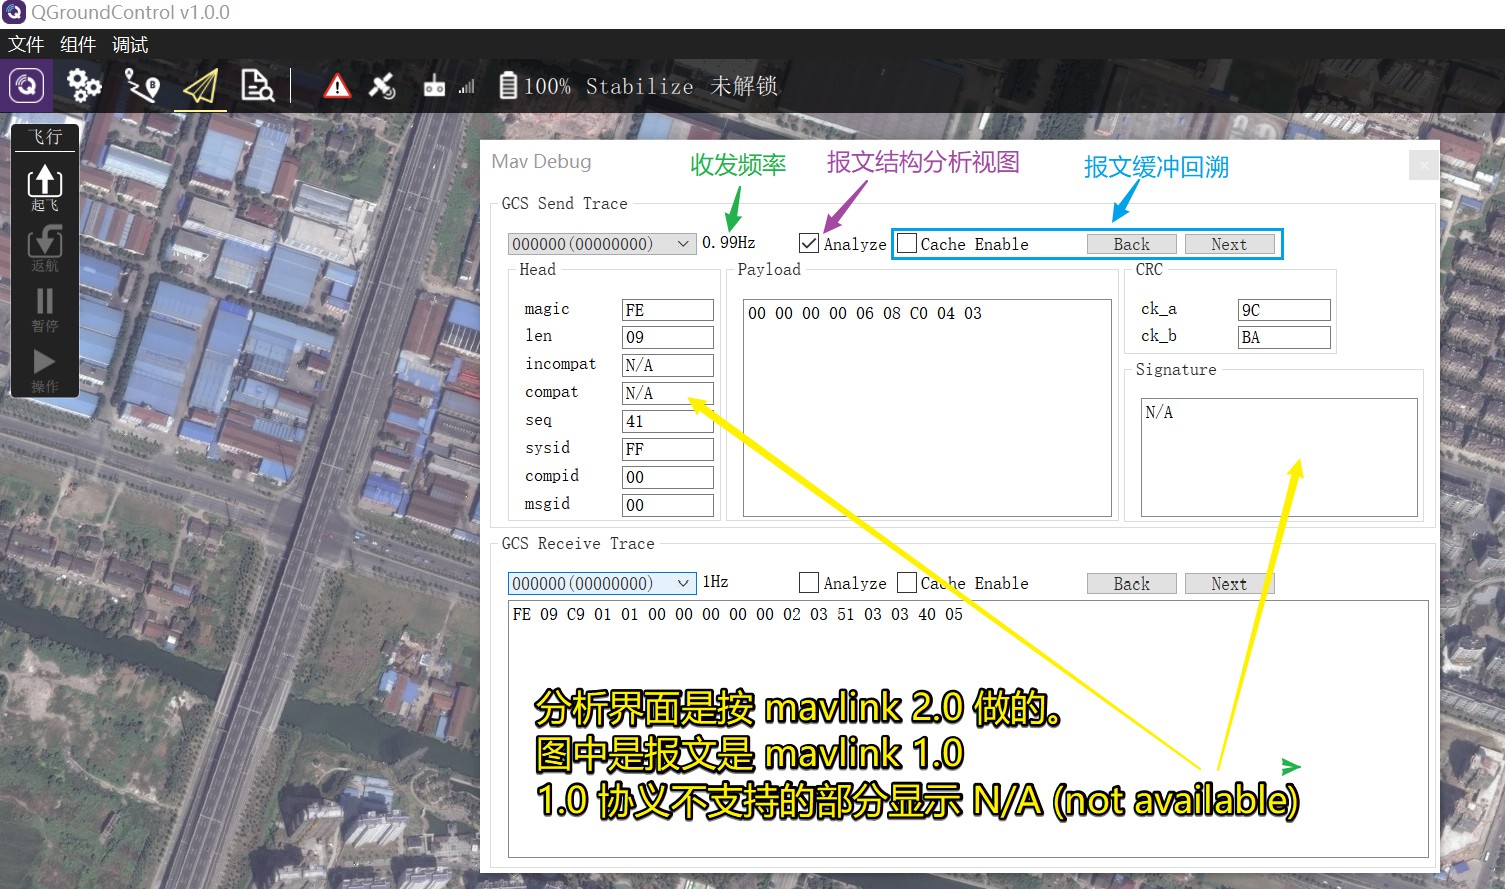 QGroundControl v1.0.0
文件 组件 调试
100% Stabilize 未解锁
飞行
起飞
返航
暂停
操作
Mav Debug
收发频率
报文结构分析视图
报文缓冲回溯
GCS Send Trace
000000(00000000) 0.99Hz Analyze Cache Enable Back Next
Head
magic FE
len 09
incompat N/A
compat N/A
seq 41
sysid FF
compid 00
msgid 00
Payload
00 00 00 00 06 08 C0 04 03
CRC
ck_a 9C
ck_b BA
Signature
N/A
GCS Receive Trace
000000(00000000) 1Hz Analyze Cache Enable Back Next
FE 09 C9 01 01 00 00 00 00 00 02 03 51 03 03 40 05
分析界面是按 mavlink 2.0 做的。
图中是报文是 mavlink 1.0
1.0 协议不支持的部分显示 N/A (not available)